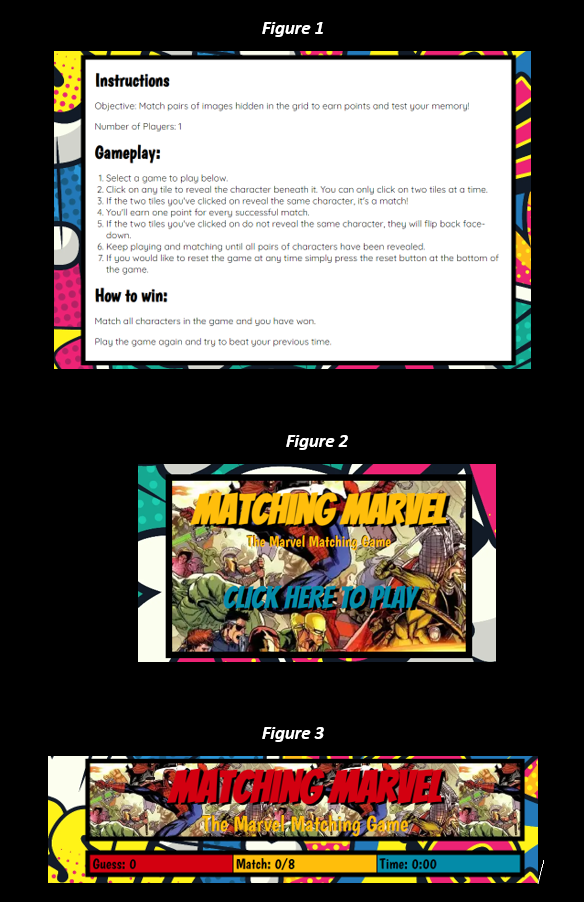 Figure 1
Instructions
Objective: Match pairs of images hidden in the grid to earn points and test your memory!
Number of Players: 1
Gameplay:
1. Select a game to play below.
2. Click on any tile to reveal the character beneath it. You can only click on two tiles at a time.
3. If the two tiles you've clicked on reveal the same character, it's a match!
4. You'll earn one point for every successful match.
5. If the two tiles you've clicked on do not reveal the same character, they will flip back face-
down.
6. Keep playing and matching until all pairs of characters have been revealed.
7. If you would like to reset the game at any time simply press the reset button at the bottom of
the game.
How to win:
Match all characters in the game and you have won.
Play the game again and try to beat your previous time.
Figure 2
MATCHING MARVEL
The Marvel Matching Game
CLICK HERE TO PLAY
Figure 3
MATCHING MARVEL
The Marvel Matching Game
Guess: 0 Match: 0/8 Time: 0:00